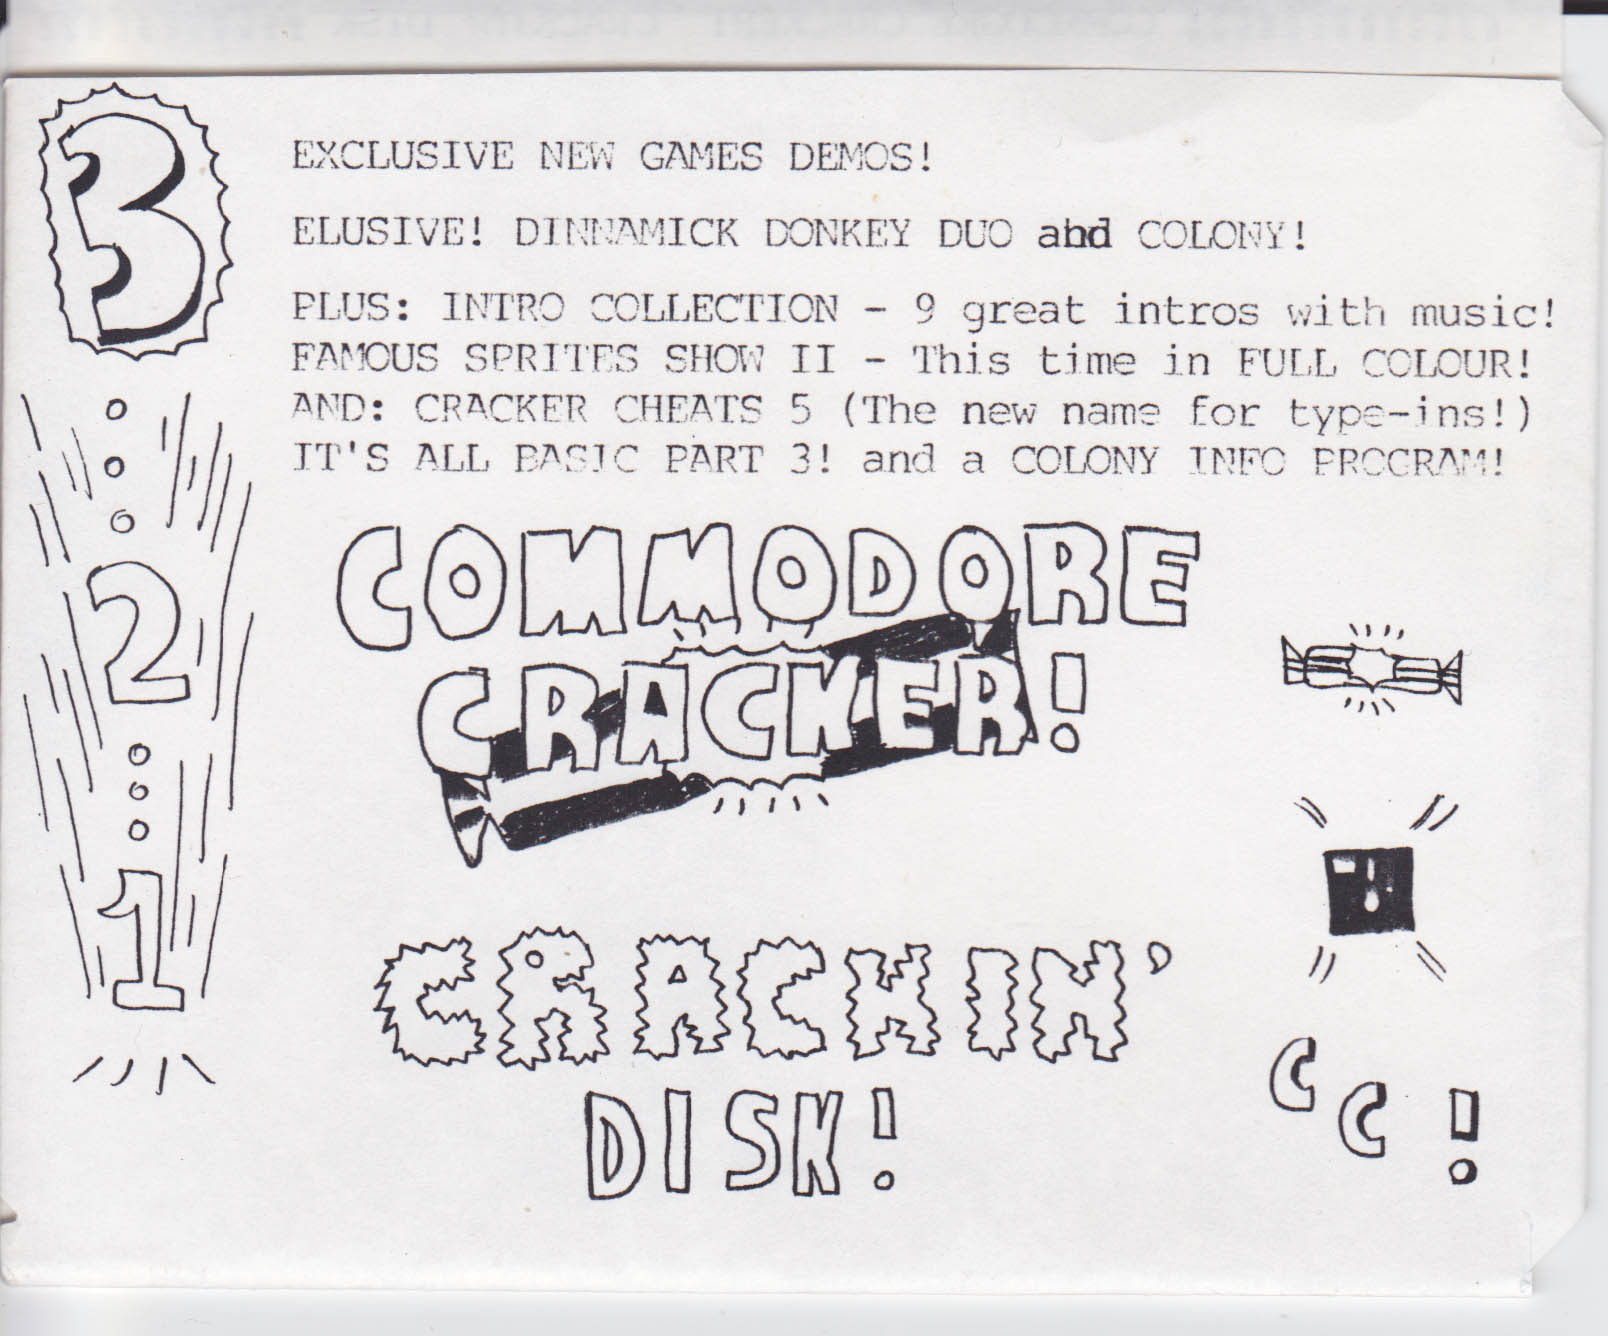 3
EXCLUSIVE NEW GAMES DEMOS!
ELUSIVE! DINNAMICK DONKEY DUO and COLONY!
PLUS: INTRO COLLECTION - 9 great intros with music!
FAMOUS SPRITES SHOW II - This time in FULL COLOUR!
AND: CRACKER CHEATS 5 (The new name for type-ins!)
IT'S ALL BASIC PART 3! and a COLONY INFO PROGRAM!
2
1
COMMODORE
CRACKER!
CRACKIN'
DISK!
CC!